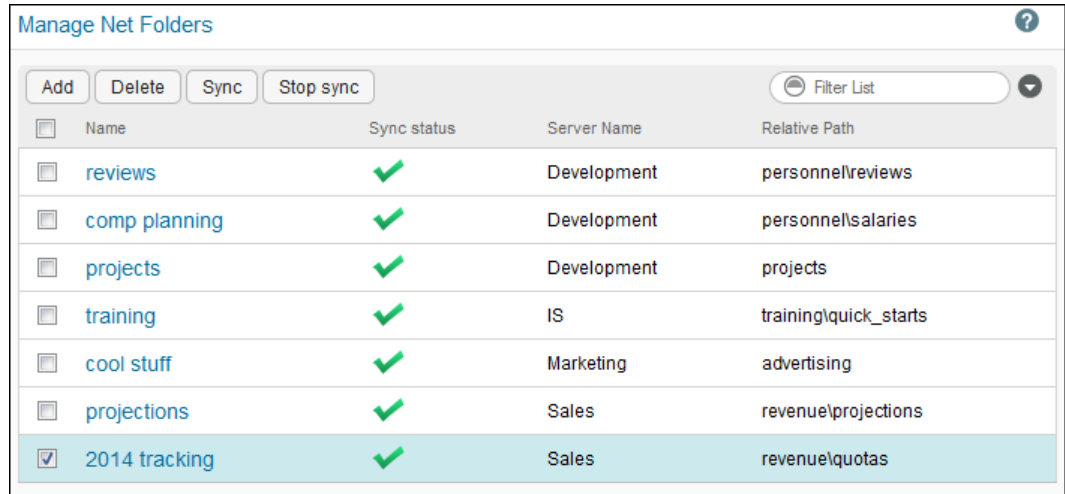 Manage Net Folders ?
Add Delete Sync Stop sync Filter List
Name Sync status Server Name Relative Path
reviews Development personnel\reviews
comp planning Development personnel\salaries
projects Development projects
training IS training\quick_starts
cool stuff Marketing advertising
projections Sales revenue\projections
2014 tracking Sales revenue\quotas